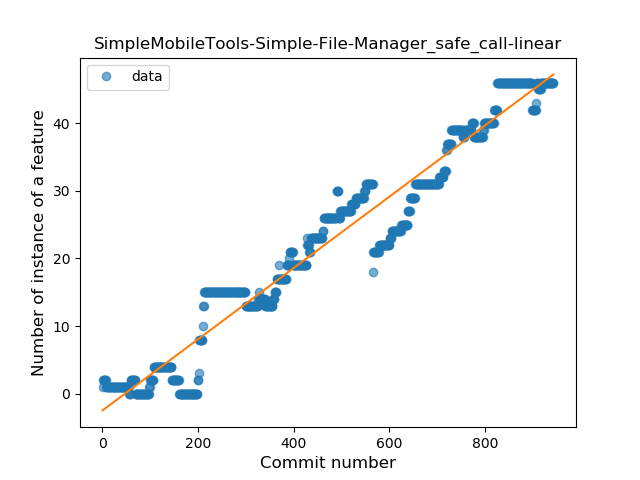 SimpleMobileTools-Simple-File-Manager_safe_call-linear
data
Number of instance of a feature
40
30
20
10
0
0 200 400 600 800
Commit number